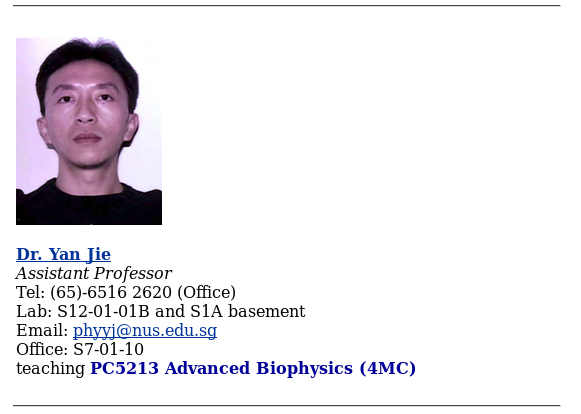 Dr. Yan Jie
Assistant Professor
Tel: (65)-6516 2620 (Office)
Lab: S12-01-01B and S1A basement
Email: phyyj@nus.edu.sg
Office: S7-01-10
teaching PC5213 Advanced Biophysics (4MC)